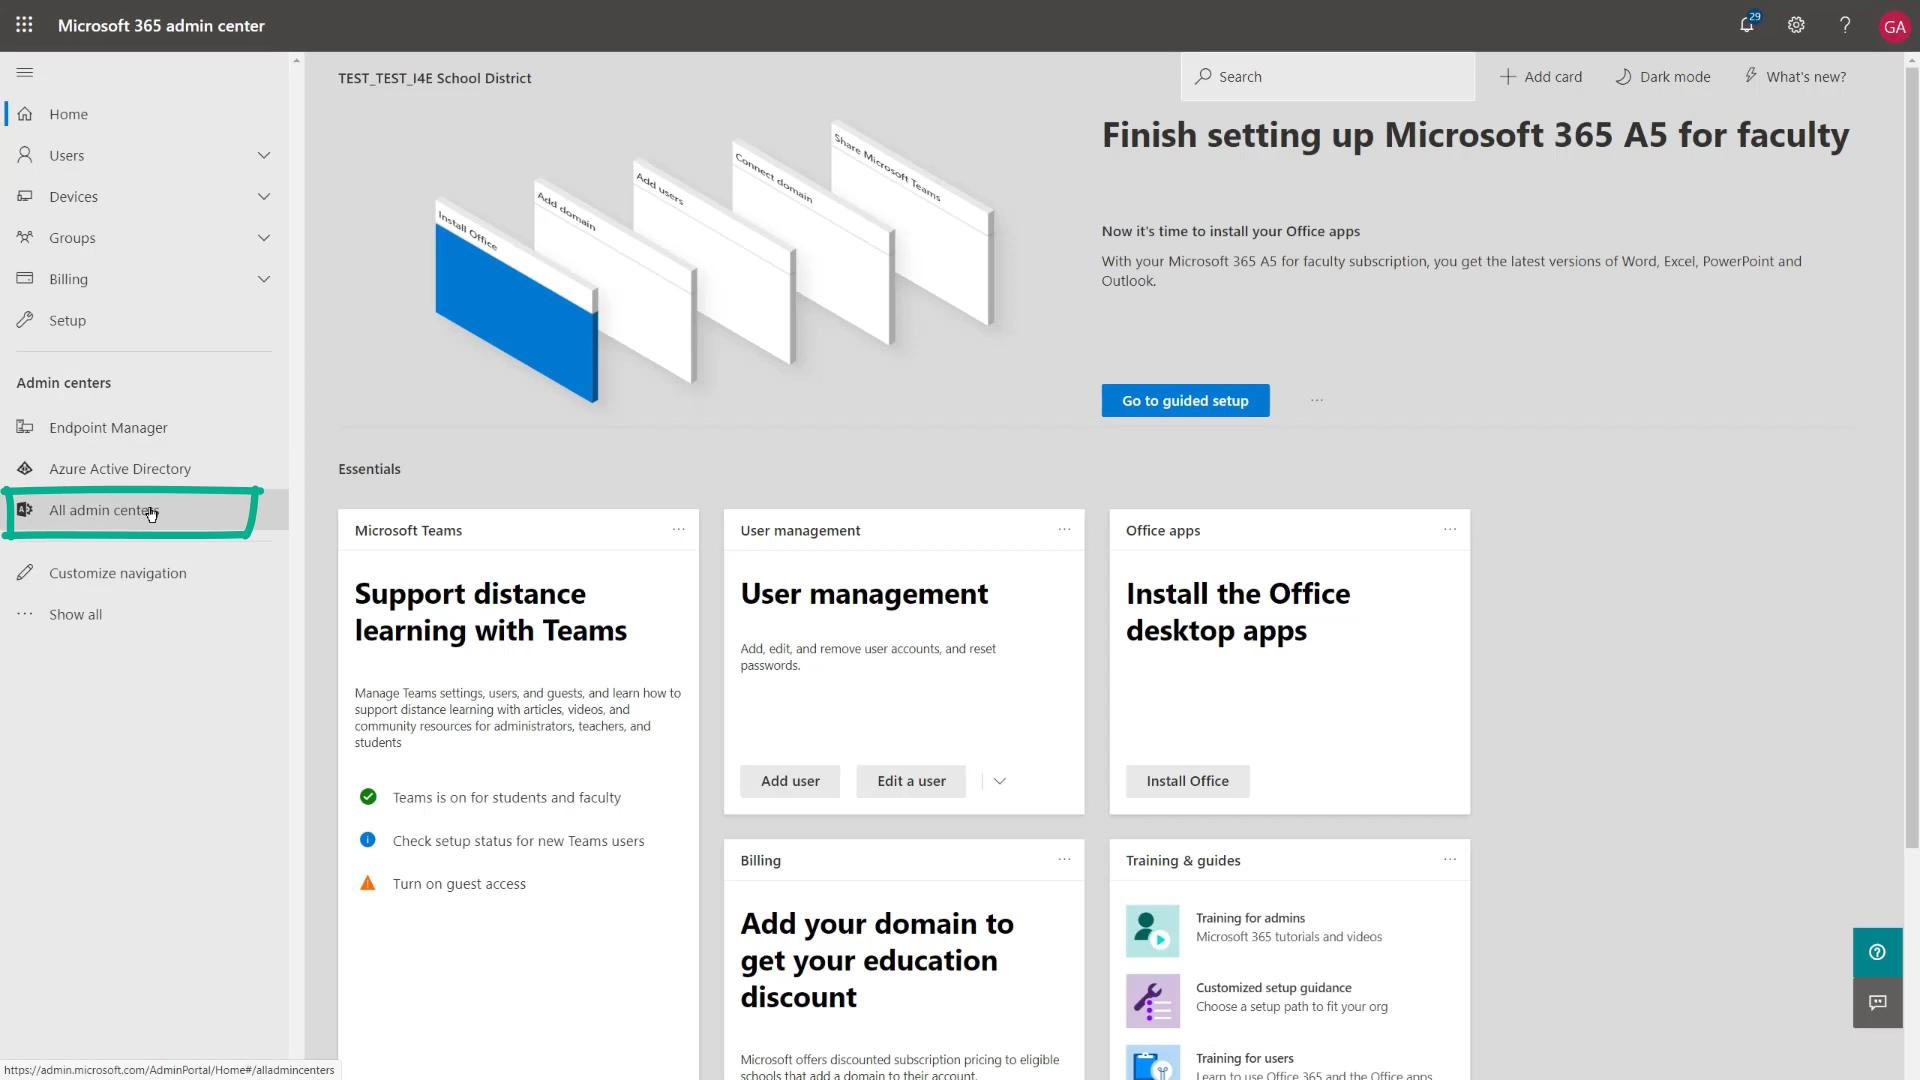 Microsoft 365 admin center
29
GA
TEST_TEST_I4E School District
Search
Add card
Dark mode
What's new?
Home
Users
Devices
Groups
Billing
Setup
Admin centers
Endpoint Manager
Azure Active Directory
All admin centers
Customize navigation
Show all
Install Office
Add domain
Add users
Connect domain
Share Microsoft Teams
Finish setting up Microsoft 365 A5 for faculty
Now it's time to install your Office apps
With your Microsoft 365 A5 for faculty subscription, you get the latest versions of Word, Excel, PowerPoint and
Outlook.
Go to guided setup
Essentials
Microsoft Teams
Support distance
learning with Teams
Manage Teams settings, users, and guests, and learn how to
support distance learning with articles, videos, and
community resources for administrators, teachers, and
students
Teams is on for students and faculty
Check setup status for new Teams users
Turn on guest access
User management
User management
Add, edit, and remove user accounts, and reset
passwords.
Add user
Edit a user
Office apps
Install the Office
desktop apps
Install Office
Billing
Add your domain to
get your education
discount
Microsoft offers discounted subscription pricing to eligible
schools that add a domain to their account.
Training & guides
Training for admins
Microsoft 365 tutorials and videos
Customized setup guidance
Choose a setup path to fit your org
Training for users
Learn to use Office 365 and the Office apps
https://admin.microsoft.com/AdminPortal/Home#/alladmincenters